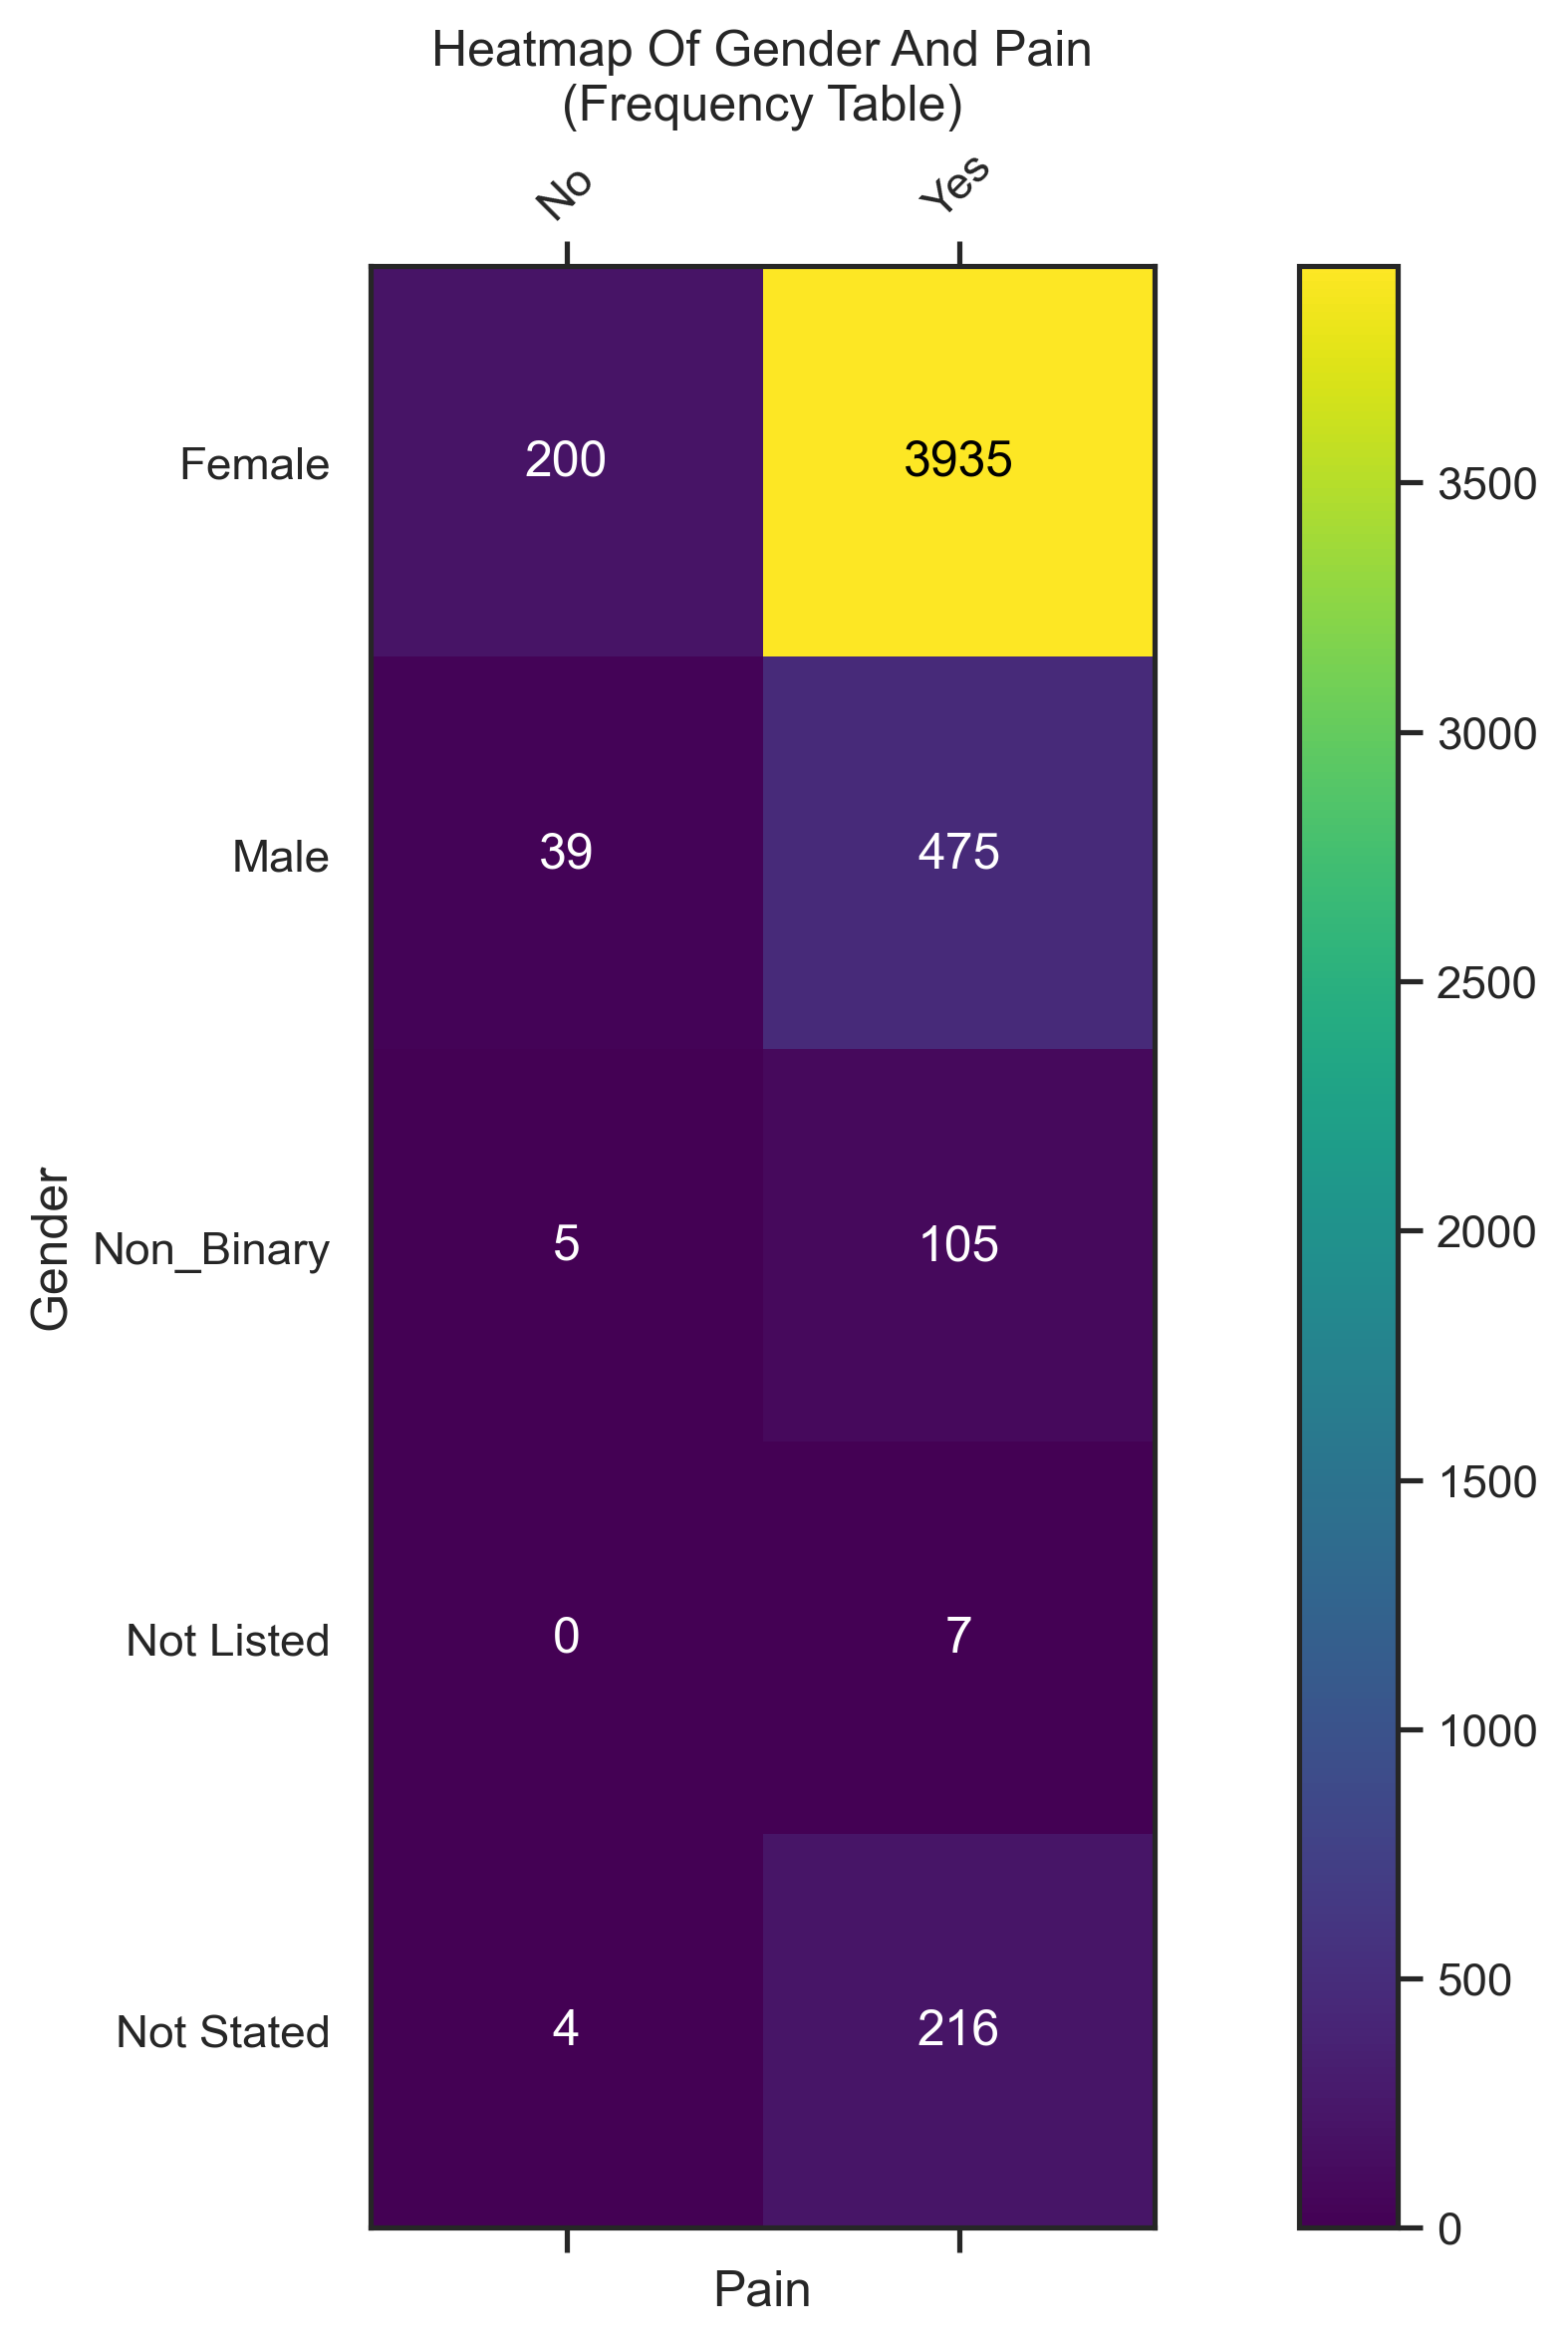 Heatmap Of Gender And Pain
(Frequency Table)
No Yes
Female 200 3935
Male 39 475
Non_Binary 5 105
Not Listed 0 7
Not Stated 4 216
Gender
Pain
3500
3000
2500
2000
1500
1000
500
0